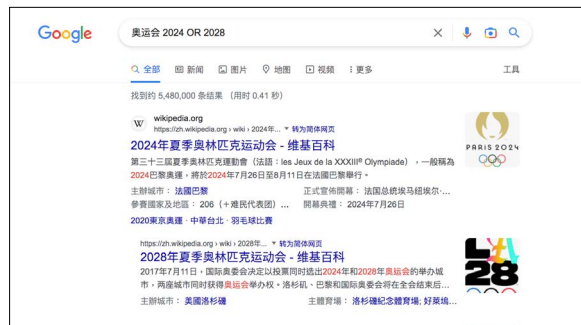 Google
奥运会 2024 OR 2028
全部 新闻 图片 地图 视频 更多 工具
找到约 5,480,000 条结果 （用时 0.41 秒）
W wikipedia.org
https://zh.wikipedia.org › wiki › 2024年... ▼ 转为简体网页
2024年夏季奥林匹克运动会 - 维基百科
第三十三屆夏季奧林匹克運動會（法語：les Jeux de la XXXIIIᵉ Olympiade），一般稱為
2024巴黎奧運，將於2024年7月26日至8月11日在法國巴黎舉行。
主辦城市： 法國巴黎 正式宣佈開幕： 法国总统埃马纽埃尔·...
參賽國家及地區： 206（＋难民代表团）... 開幕典禮： 2024年7月26日
2020東京奧運 · 中華台北 · 羽毛球比賽
PARIS 2024
https://zh.wikipedia.org › wiki › 2028年... ▼ 转为简体网页
2028年夏季奥林匹克运动会 - 维基百科
2017年7月11日，国际奥委会决定以投票同时选出2024年和2028年奥运会的举办城
市，两座城市同时获得奥运会举办权。洛杉矶、巴黎和国际奥委会将在全会结束后...
主辦城市： 美國洛杉磯 主體育場： 洛杉磯紀念體育場; 好萊塢...
LA
28